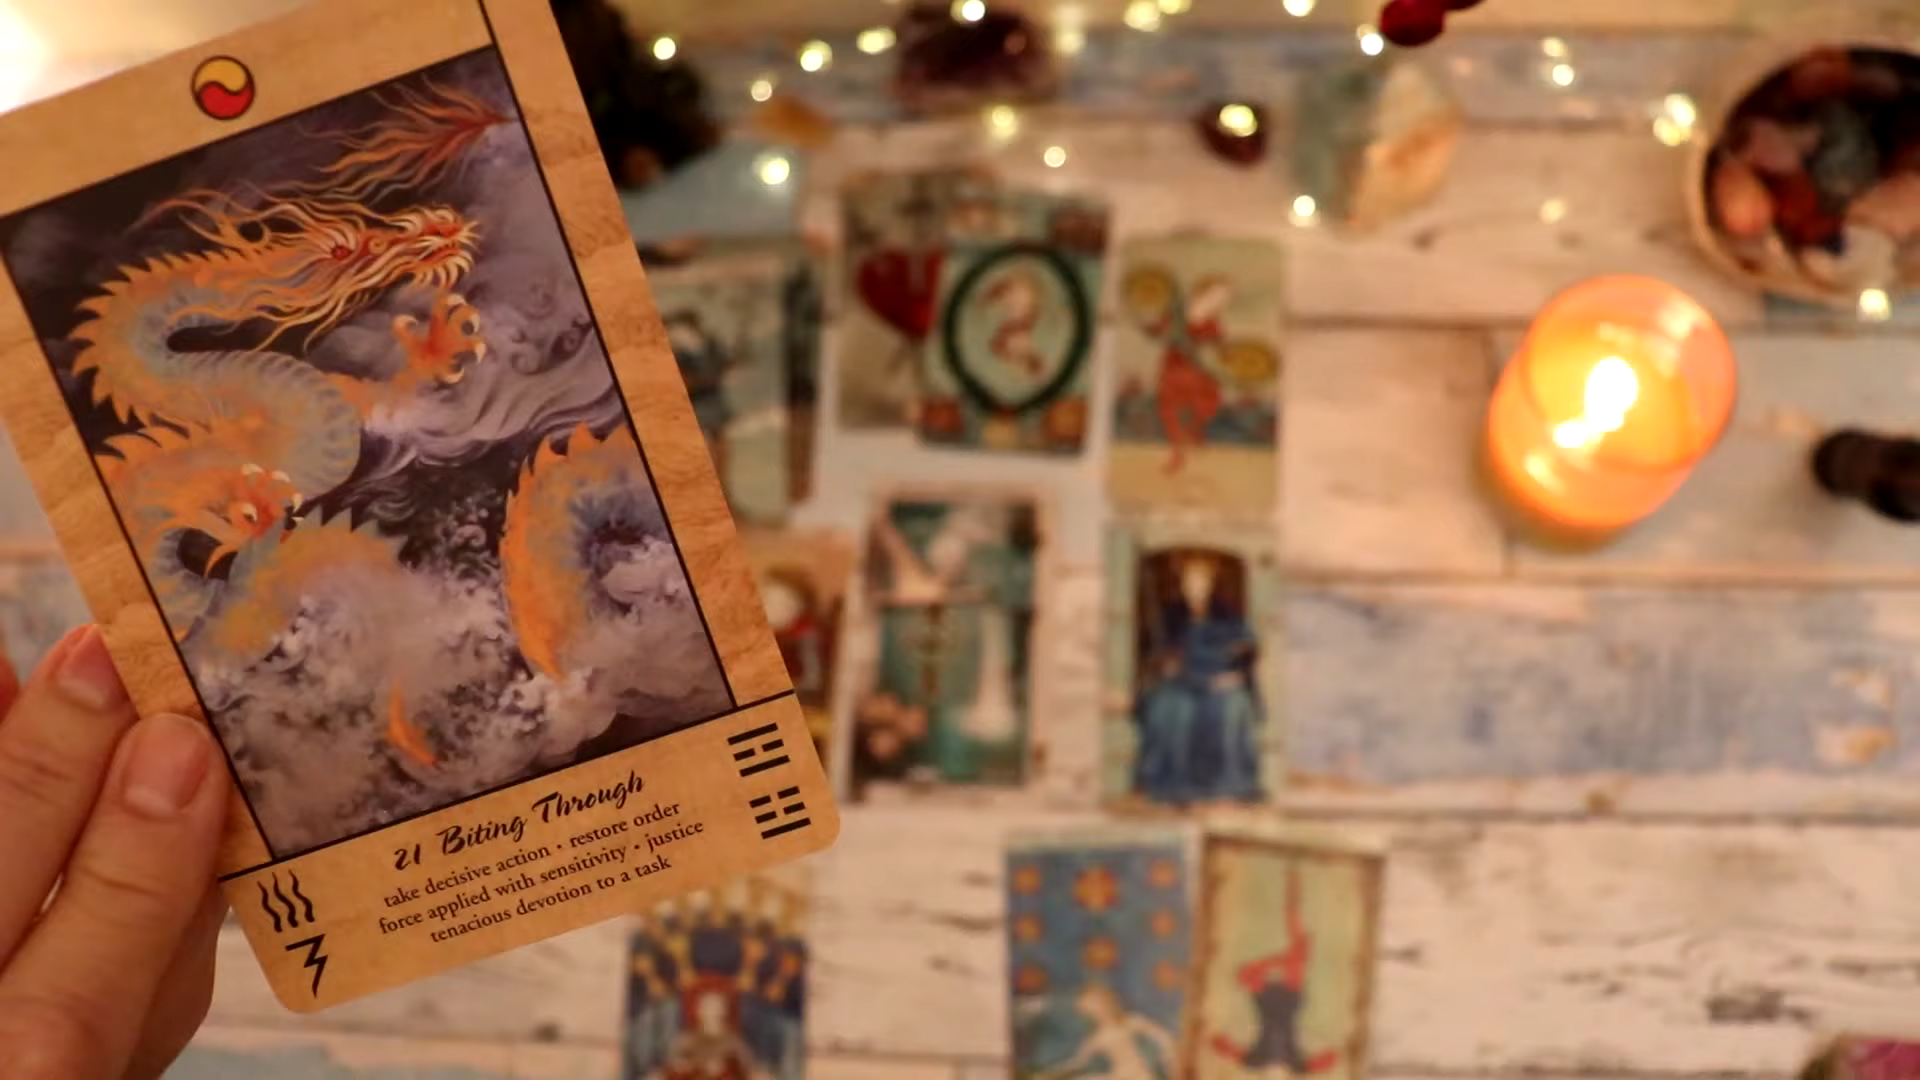 21 Biting Through
take decisive action • restore order
force applied with sensitivity • justice
tenacious devotion to a task